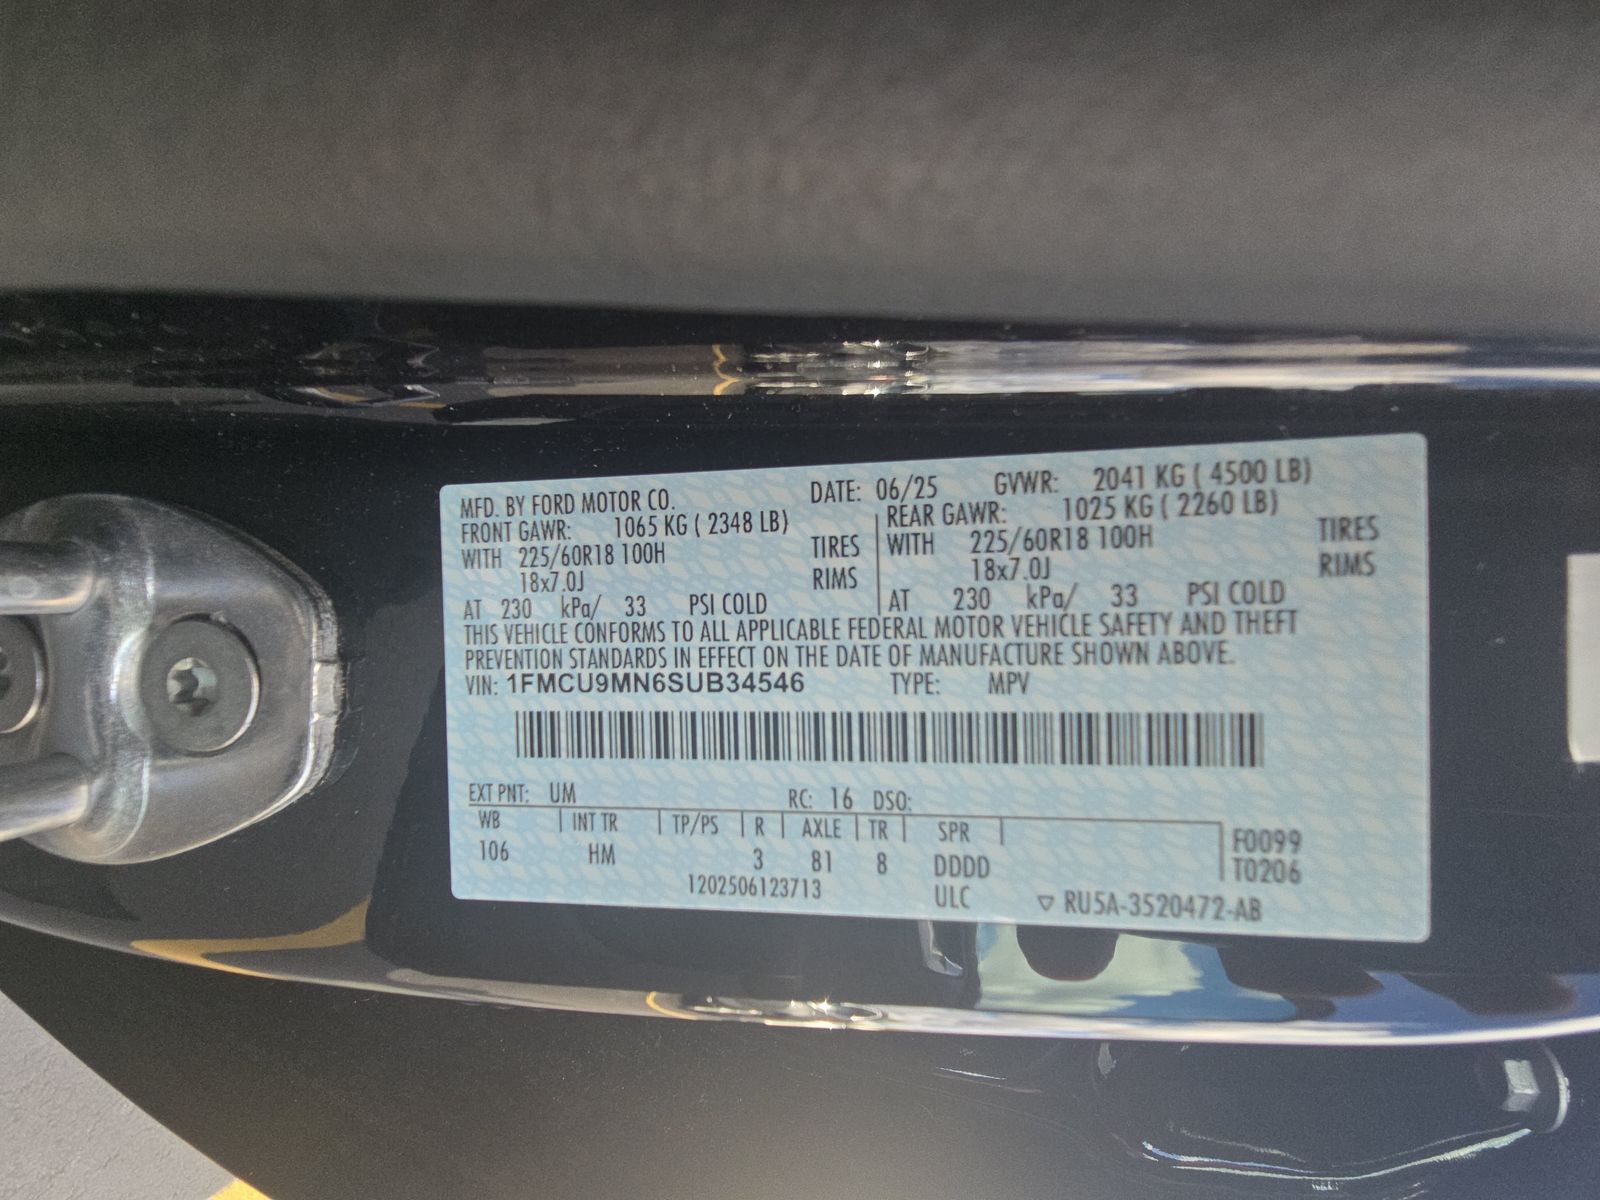 MFD. BY FORD MOTOR CO. DATE: 06/25 GVWR: 2041 KG ( 4500 LB)
FRONT GAWR: 1065 KG ( 2348 LB) REAR GAWR: 1025 KG ( 2260 LB)
WITH 225/60R18 100H TIRES WITH 225/60R18 100H TIRES
18x7.0J RIMS 18x7.0J RIMS
AT 230 kPa/ 33 PSI COLD AT 230 kPa/ 33 PSI COLD
THIS VEHICLE CONFORMS TO ALL APPLICABLE FEDERAL MOTOR VEHICLE SAFETY AND THEFT
PREVENTION STANDARDS IN EFFECT ON THE DATE OF MANUFACTURE SHOWN ABOVE.
VIN: 1FMCU9MN6SUB34546 TYPE: MPV
EXT PNT: UM RC: 16 DSO:
WB INT TR TP/PS R AXLE TR SPR F0099
106 HM 3 81 8 DDDD T0206
1202506123713 ULC ▽ RU5A-3520472-AB